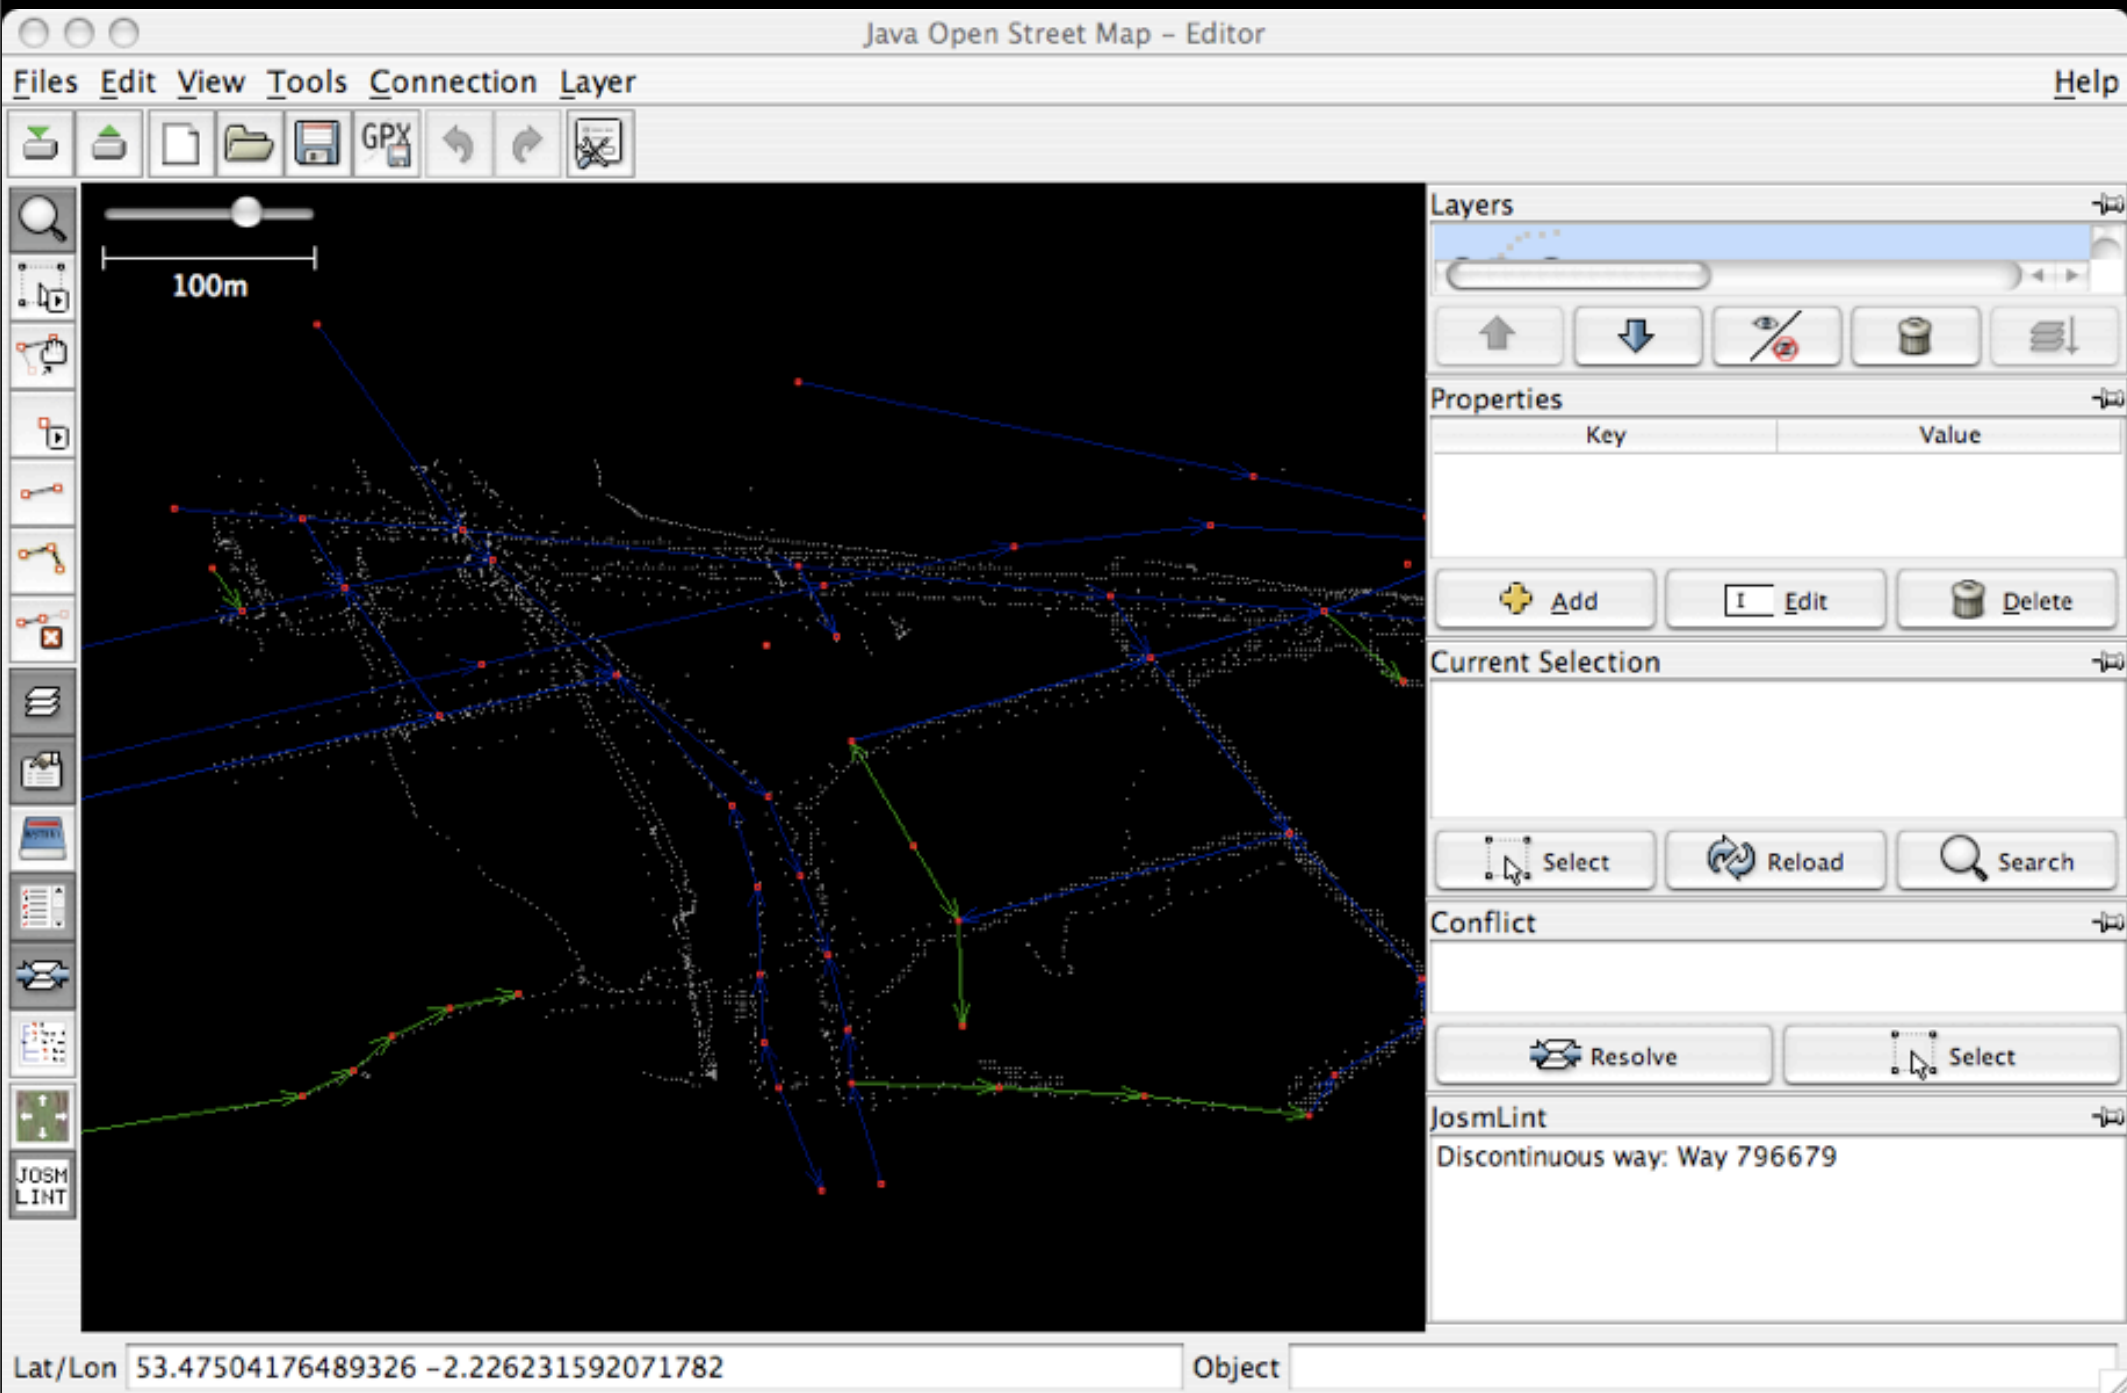 Java Open Street Map – Editor
Files Edit View Tools Connection Layer Help
GPX
100m
Layers
Properties
Key Value
Add Edit Delete
Current Selection
Select Reload Search
Conflict
Resolve Select
JosmLint
Discontinuous way: Way 796679
JOSM
LINT
Lat/Lon 53.47504176489326 -2.226231592071782 Object